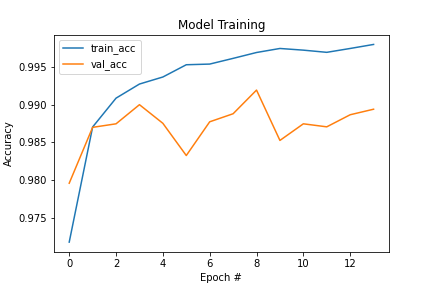 Model Training
train_acc
val_acc
0.995
0.990
0.985
0.980
0.975
Accuracy
0 2 4 6 8 10 12
Epoch #